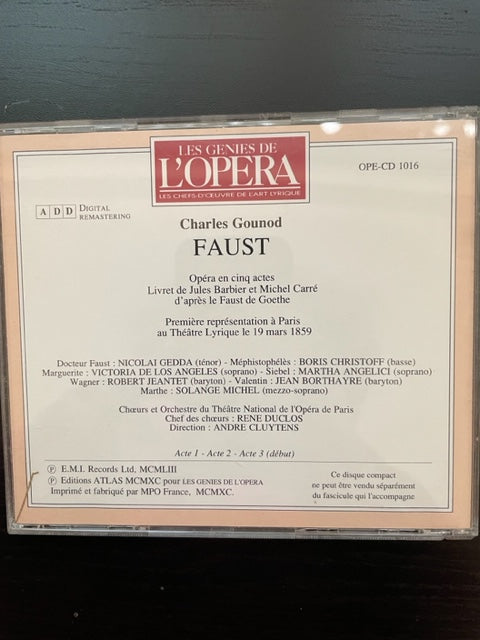 LES GENIES DE
L'OPERA
LES CHEFS-D'ŒUVRE DE L'ART LYRIQUE
OPE-CD 1016
A D D DIGITAL
REMASTERING
Charles Gounod
FAUST
Opéra en cinq actes
Livret de Jules Barbier et Michel Carré
d'après le Faust de Goethe
Première représentation à Paris
au Théâtre Lyrique le 19 mars 1859
Docteur Faust : NICOLAI GEDDA (ténor) - Méphistophélès : BORIS CHRISTOFF (basse)
Marguerite : VICTORIA DE LOS ANGELES (soprano) - Siebel : MARTHA ANGELICI (soprano)
Wagner : ROBERT JEANTET (baryton) - Valentin : JEAN BORTHAYRE (baryton)
Marthe : SOLANGE MICHEL (mezzo-soprano)
Chœurs et Orchestre du Théâtre National de l'Opéra de Paris
Chef des chœurs : RENE DUCLOS
Direction : ANDRE CLUYTENS
Acte 1 - Acte 2 - Acte 3 (début)
Ⓟ E.M.I. Records Ltd, MCMLIII
Ⓟ Editions ATLAS MCMXC pour LES GENIES DE L'OPERA
Imprimé et fabriqué par MPO France, MCMXC.
Ce disque compact
ne peut être vendu séparément
du fascicule qui l'accompagne